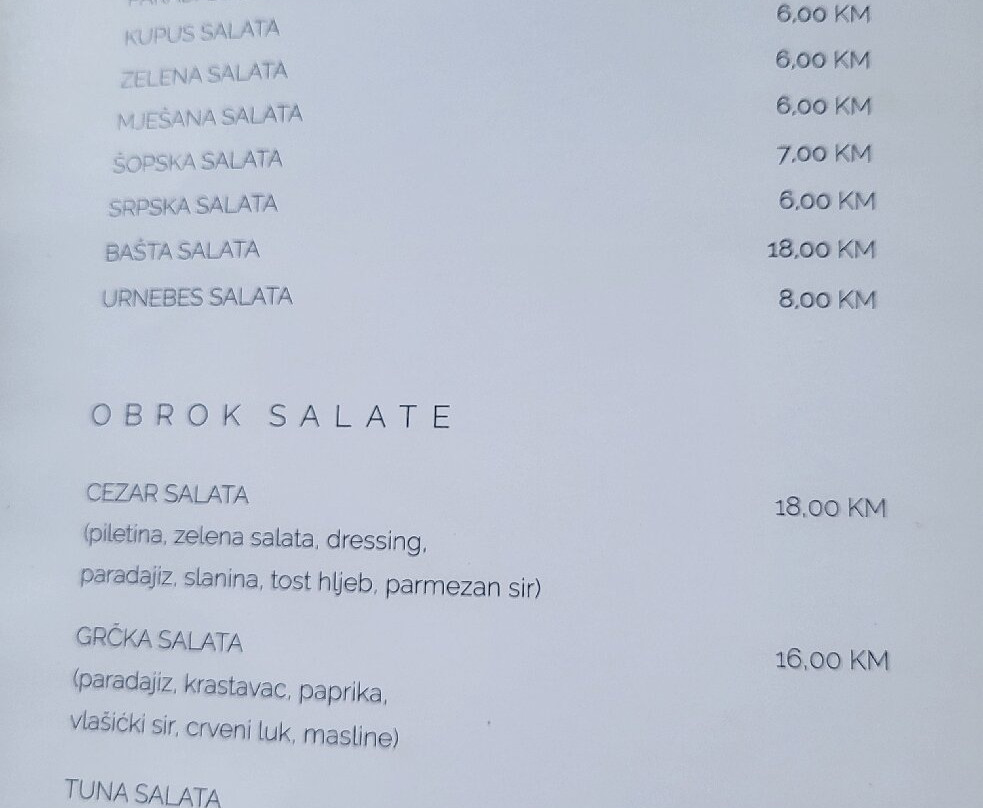 KUPUS SALATA 6,00 KM
ZELENA SALATA 6,00 KM
MJEŠANA SALATA 6,00 KM
ŠOPSKA SALATA 7,00 KM
SRPSKA SALATA 6,00 KM
BAŠTA SALATA 18,00 KM
URNEBES SALATA 8,00 KM
OBROK SALATE
CEZAR SALATA 18,00 KM
(piletina, zelena salata, dressing,
paradajiz, slanina, tost hljeb, parmezan sir)
GRČKA SALATA 16,00 KM
(paradajiz, krastavac, paprika,
vlašićki sir, crveni luk, masline)
TUNA SALATA